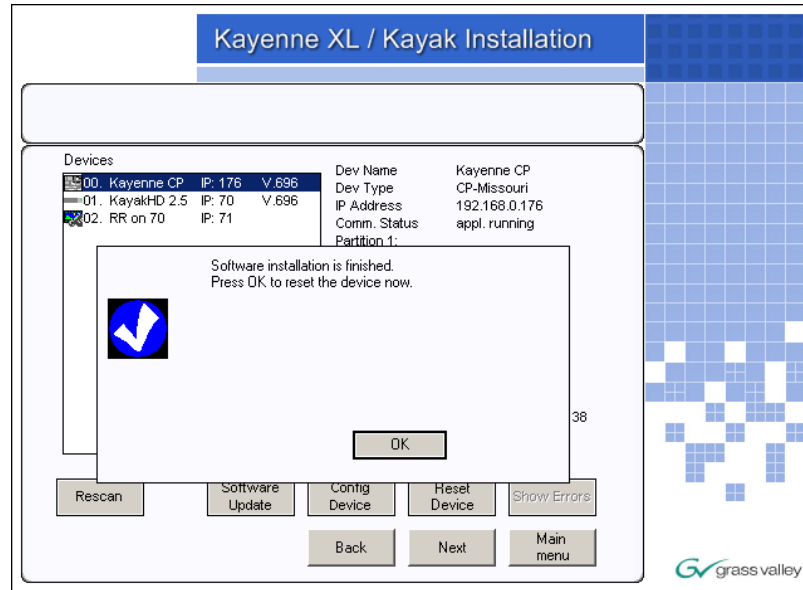 Kayenne XL / Kayak Installation
Devices
00. Kayenne CP IP: 176 V.696
01. KayakHD 2.5 IP: 70 V.696
02. RR on 70 IP: 71
Dev Name Kayenne CP
Dev Type CP-Missouri
IP Address 192.168.0.176
Comm. Status appl. running
Partition 1:
Software installation is finished.
Press OK to reset the device now.
38
OK
Rescan
Software
Update
Config
Device
Reset
Device
Show Errors
Back
Next
Main
menu
GV grass valley